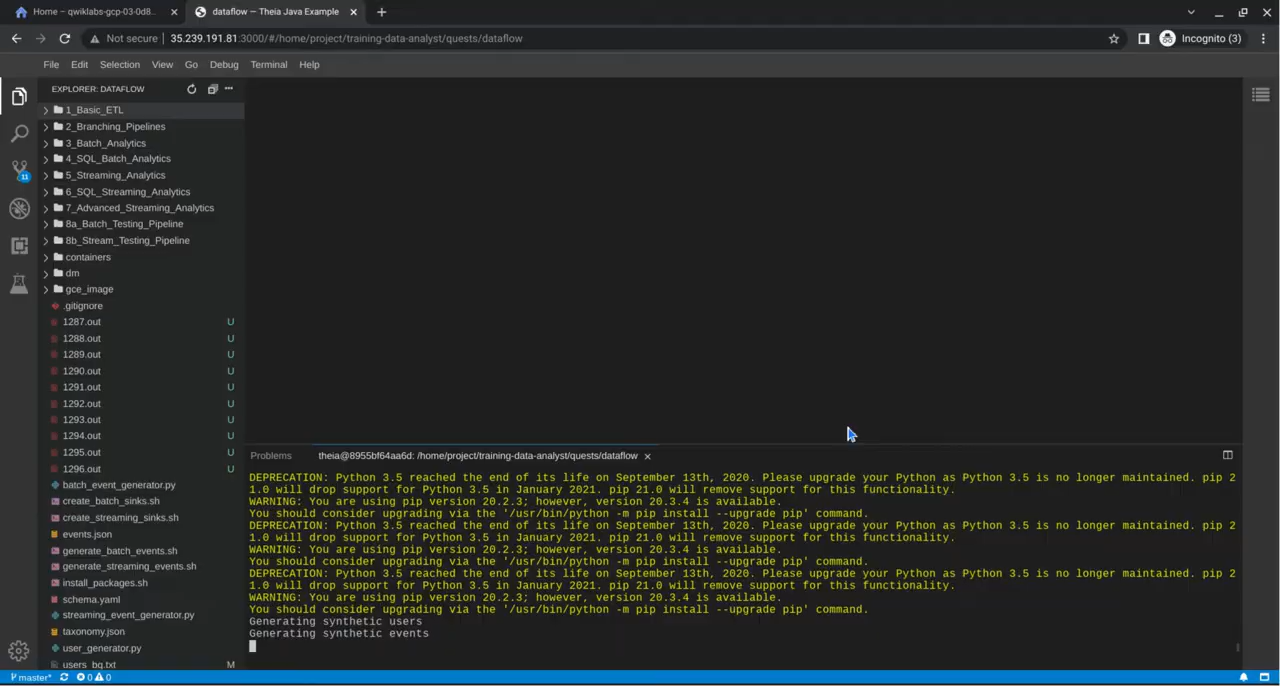 Home – qwiklabs-gcp-03-0d8..
dataflow — Theia Java Example
Not secure
35.239.191.81:3000/#/home/project/training-data-analyst/quests/dataflow
Incognito (3)
File Edit Selection View Go Debug Terminal Help
EXPLORER: DATAFLOW
1_Basic_ETL
2_Branching_Pipelines
3_Batch_Analytics
4_SQL_Batch_Analytics
5_Streaming_Analytics
11
6_SQL_Streaming_Analytics
7_Advanced_Streaming_Analytics
8a_Batch_Testing_Pipeline
8b_Stream_Testing_Pipeline
containers
dm
gce_image
.gitignore
1287.out U
1288.out U
1289.out U
1290.out U
1291.out U
1292.out U
1293.out U
1294.out U
1295.out U
1296.out U
batch_event_generator.py
create_batch_sinks.sh
create_streaming_sinks.sh
events.json
generate_batch_events.sh
generate_streaming_events.sh
install_packages.sh
schema.yaml
streaming_event_generator.py
taxonomy.json
user_generator.py
users_bq.txt M
Problems
theia@8955bf64aa6d: /home/project/training-data-analyst/quests/dataflow
DEPRECATION: Python 3.5 reached the end of its life on September 13th, 2020. Please upgrade your Python as Python 3.5 is no longer maintained. pip 2
1.0 will drop support for Python 3.5 in January 2021. pip 21.0 will remove support for this functionality.
WARNING: You are using pip version 20.2.3; however, version 20.3.4 is available.
You should consider upgrading via the '/usr/bin/python -m pip install --upgrade pip' command.
DEPRECATION: Python 3.5 reached the end of its life on September 13th, 2020. Please upgrade your Python as Python 3.5 is no longer maintained. pip 2
1.0 will drop support for Python 3.5 in January 2021. pip 21.0 will remove support for this functionality.
WARNING: You are using pip version 20.2.3; however, version 20.3.4 is available.
You should consider upgrading via the '/usr/bin/python -m pip install --upgrade pip' command.
DEPRECATION: Python 3.5 reached the end of its life on September 13th, 2020. Please upgrade your Python as Python 3.5 is no longer maintained. pip 2
1.0 will drop support for Python 3.5 in January 2021. pip 21.0 will remove support for this functionality.
WARNING: You are using pip version 20.2.3; however, version 20.3.4 is available.
You should consider upgrading via the '/usr/bin/python -m pip install --upgrade pip' command.
Generating synthetic users
Generating synthetic events
master* 0 0